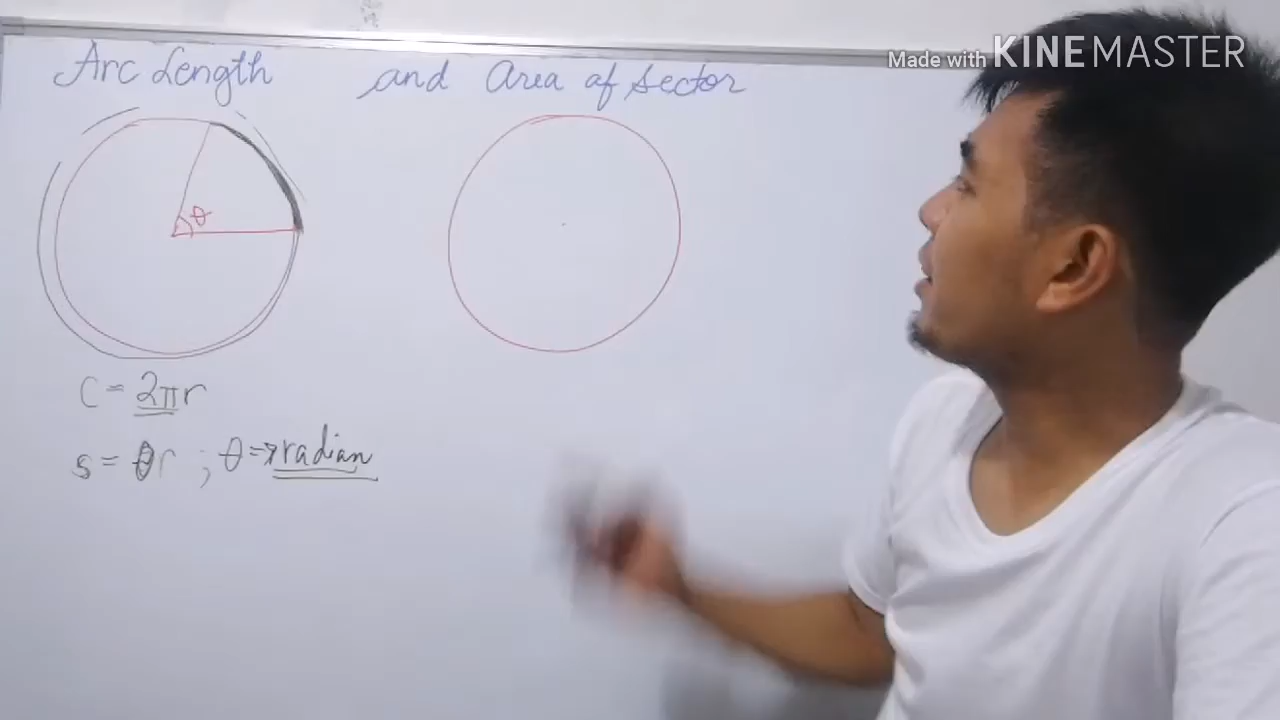 Made with KINEMASTER
Arc Length and Area of Sector
θ
C = 2πr
s = θr ; θ => radian